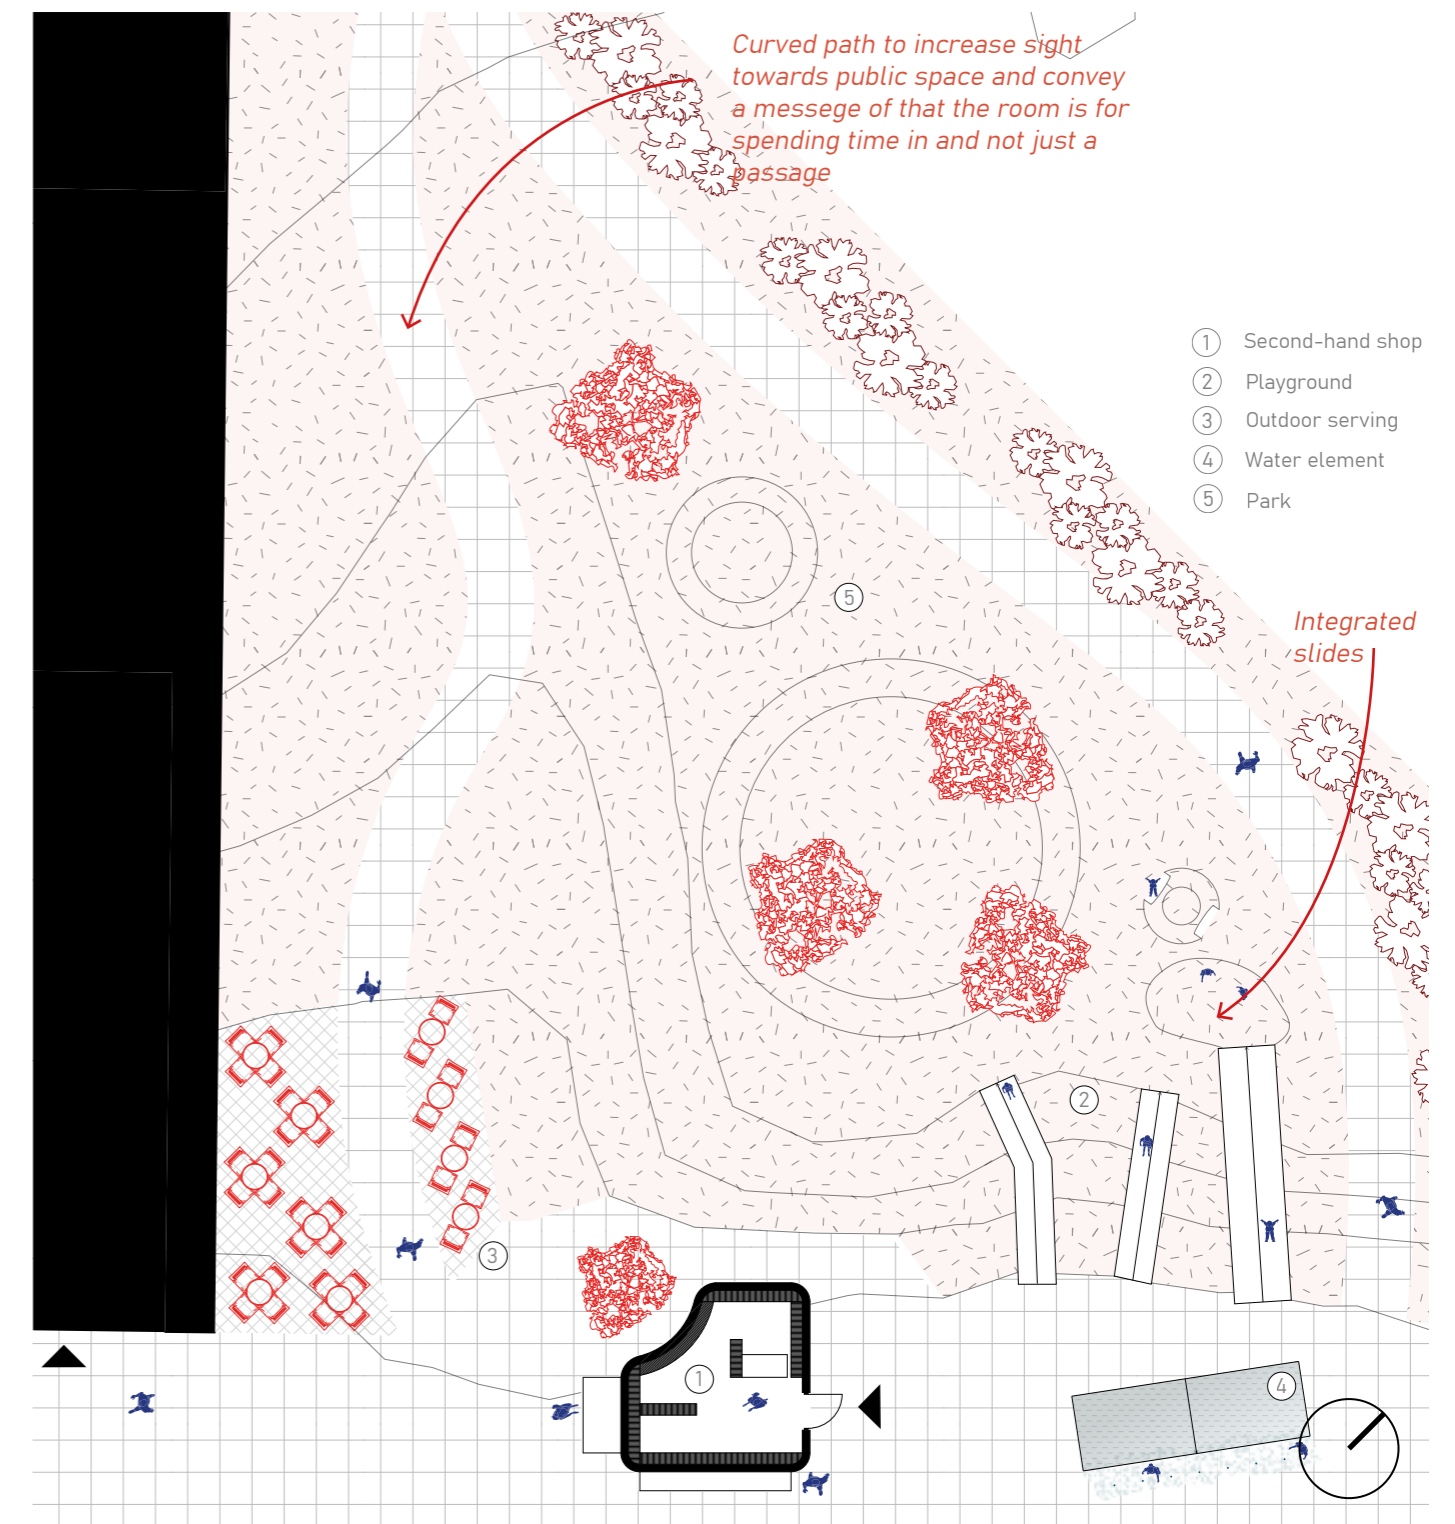 Curved path to increase sight
towards public space and convey
a messege of that the room is for
spending time in and not just a
passage
1 Second-hand shop
2 Playground
3 Outdoor serving
4 Water element
5 Park
5
Integrated
slides
2
3
1
4